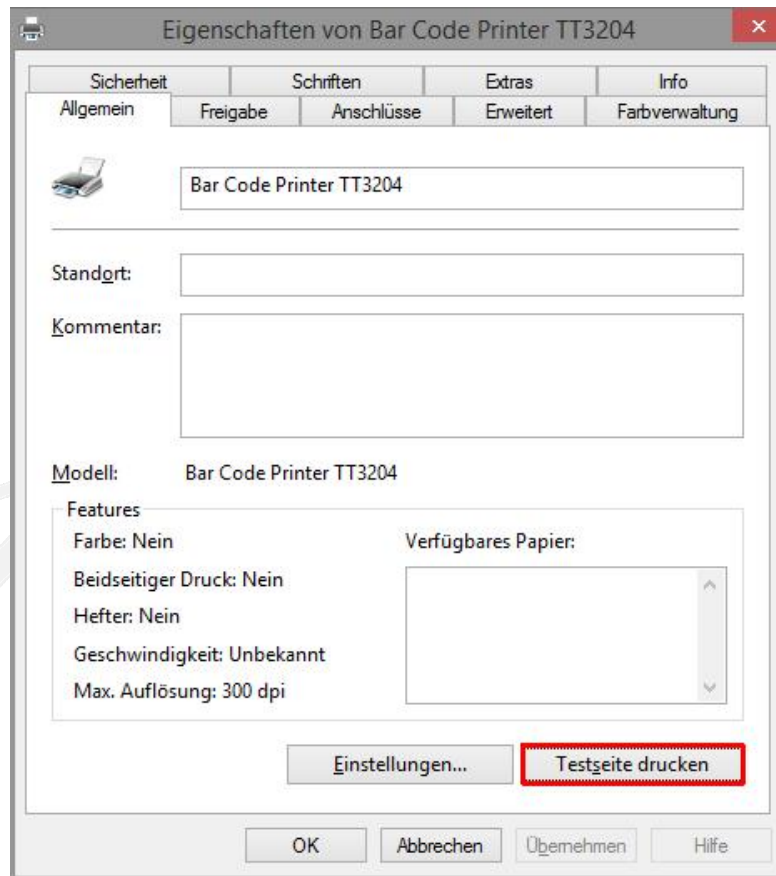 Eigenschaften von Bar Code Printer TT3204
Sicherheit Schriften Extras Info
Allgemein Freigabe Anschlüsse Erweitert Farbverwaltung
Bar Code Printer TT3204
Standort:
Kommentar:
Modell: Bar Code Printer TT3204
Features
Farbe: Nein Verfügbares Papier:
Beidseitiger Druck: Nein
Hefter: Nein
Geschwindigkeit: Unbekannt
Max. Auflösung: 300 dpi
Einstellungen... Testseite drucken
OK Abbrechen Übernehmen Hilfe